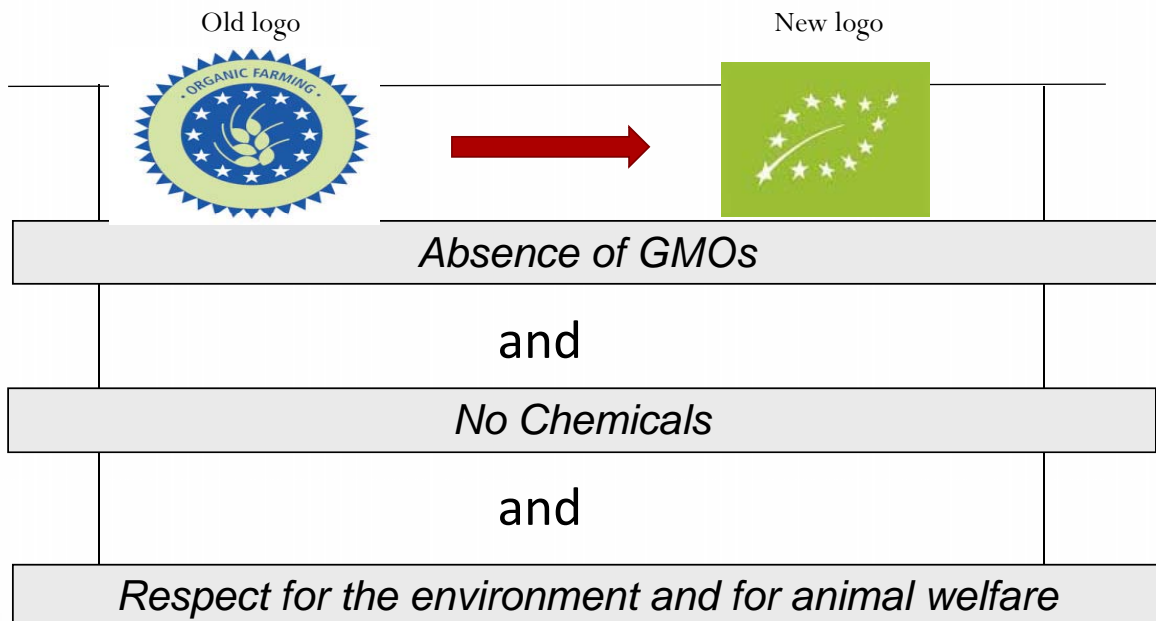 Old logo
New logo
· ORGANIC FARMING ·
Absence of GMOs
and
No Chemicals
and
Respect for the environment and for animal welfare